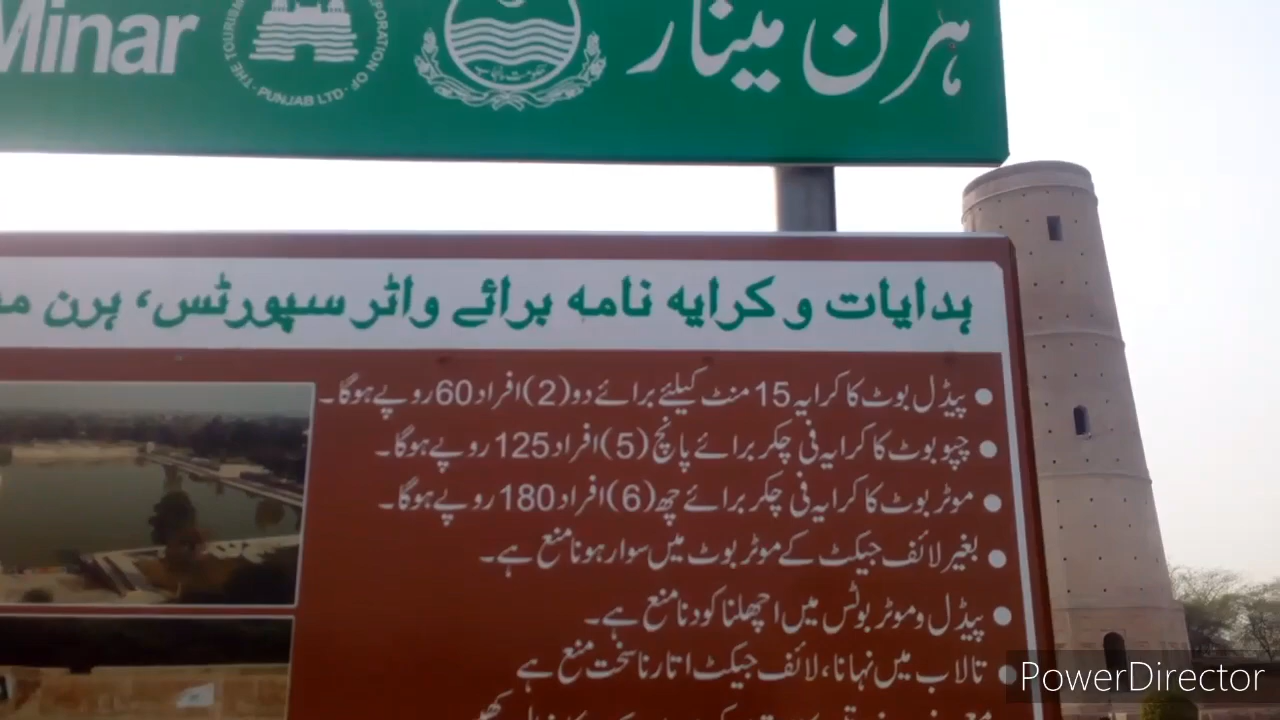 Minar
THE TOURISM
PORATION OF
PUNJAB LTD
ہرن مینار
ہدایات و کرایہ نامہ برائے واٹر سپورٹس، ہرن
پیڈل بوٹ کا کرایہ 15 منٹ کیلئے برائے دو (2) افراد 60 روپے ہوگا۔
چپو بوٹ کا کرایہ فی چکر برائے پانچ (5) افراد 125 روپے ہوگا۔
موٹر بوٹ کا کرایہ فی چکر برائے چھ (6) افراد 180 روپے ہوگا۔
بغیر لائف جیکٹ کے موٹر بوٹ میں سوار ہونا منع ہے۔
پیڈل و موٹر بوٹس میں اچھلنا کودنا منع ہے۔
تالاب میں نہانا، لائف جیکٹ اتارنا سخت منع ہے
PowerDirector